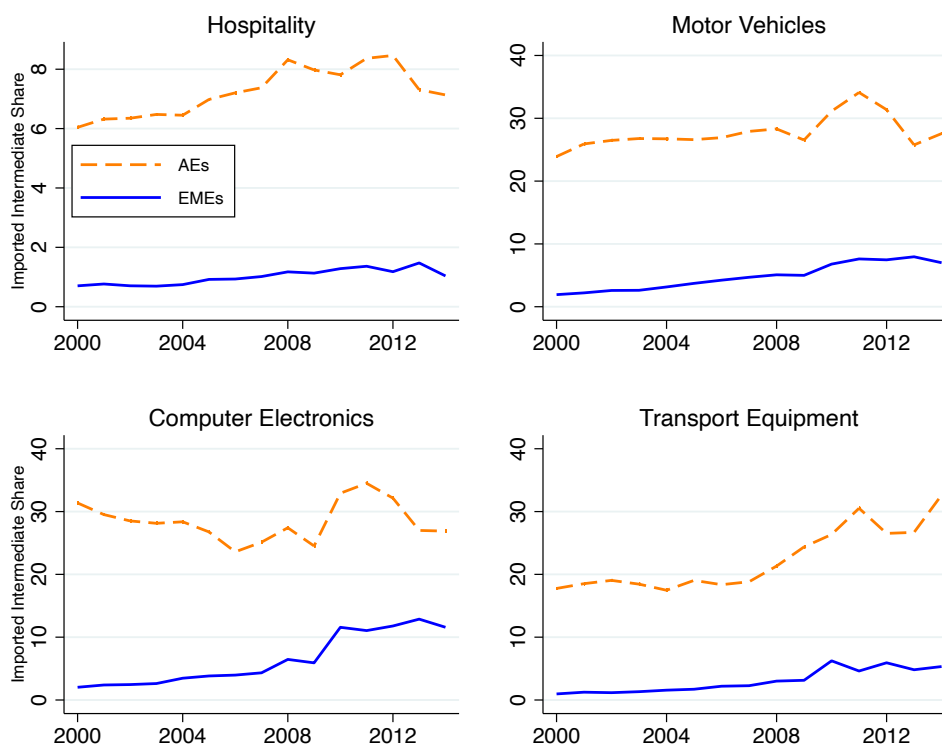 Hospitality
Imported Intermediate Share
8
6
4
2
0
AEs
EMEs
2000 2004 2008 2012
Motor Vehicles
40
30
20
10
0
2000 2004 2008 2012
Computer Electronics
Imported Intermediate Share
40
30
20
10
0
2000 2004 2008 2012
Transport Equipment
40
30
20
10
0
2000 2004 2008 2012